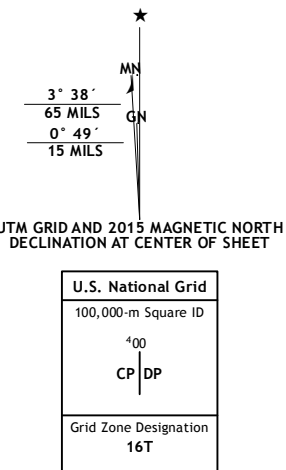 ★
MN
3° 38´
65 MILS
GN
0° 49´
15 MILS
UTM GRID AND 2015 MAGNETIC NORTH
DECLINATION AT CENTER OF SHEET
U.S. National Grid
100,000-m Square ID
⁴00
CP DP
Grid Zone Designation
16T